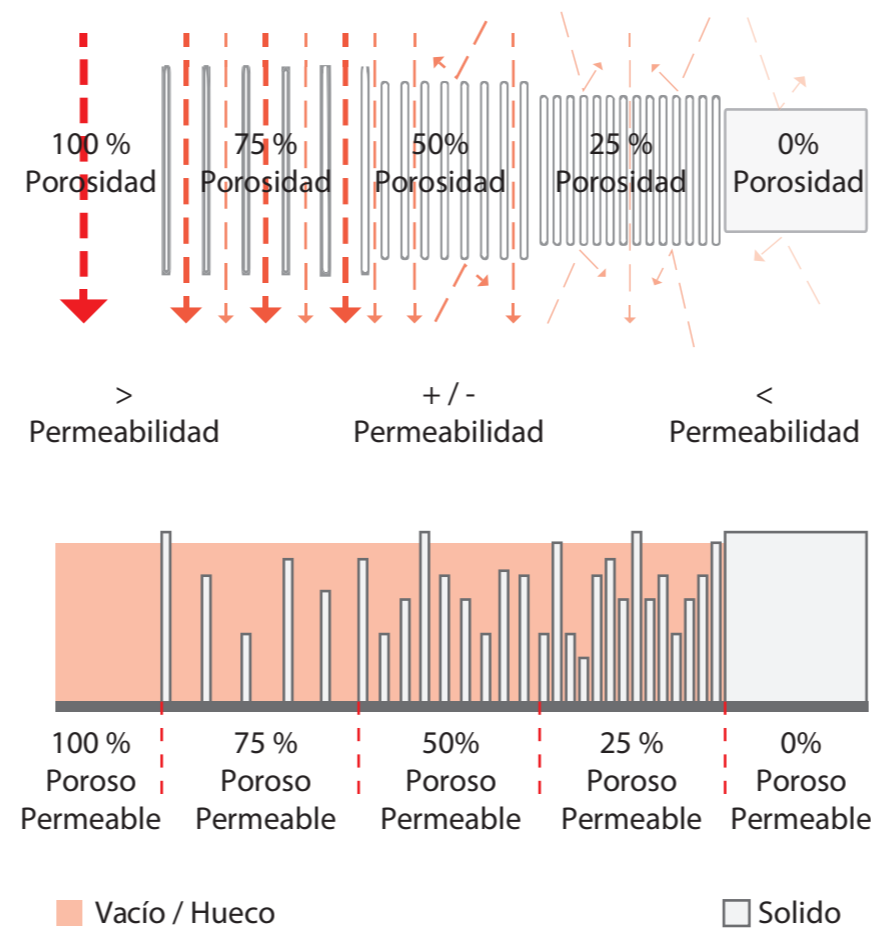 100 %
Porosidad
75 %
Porosidad
50%
Porosidad
25 %
Porosidad
0%
Porosidad
>
Permeabilidad
+ / -
Permeabilidad
<
Permeabilidad
100 %
Poroso
Permeable
75 %
Poroso
Permeable
50%
Poroso
Permeable
25 %
Poroso
Permeable
0%
Poroso
Permeable
Vacío / Hueco
Solido